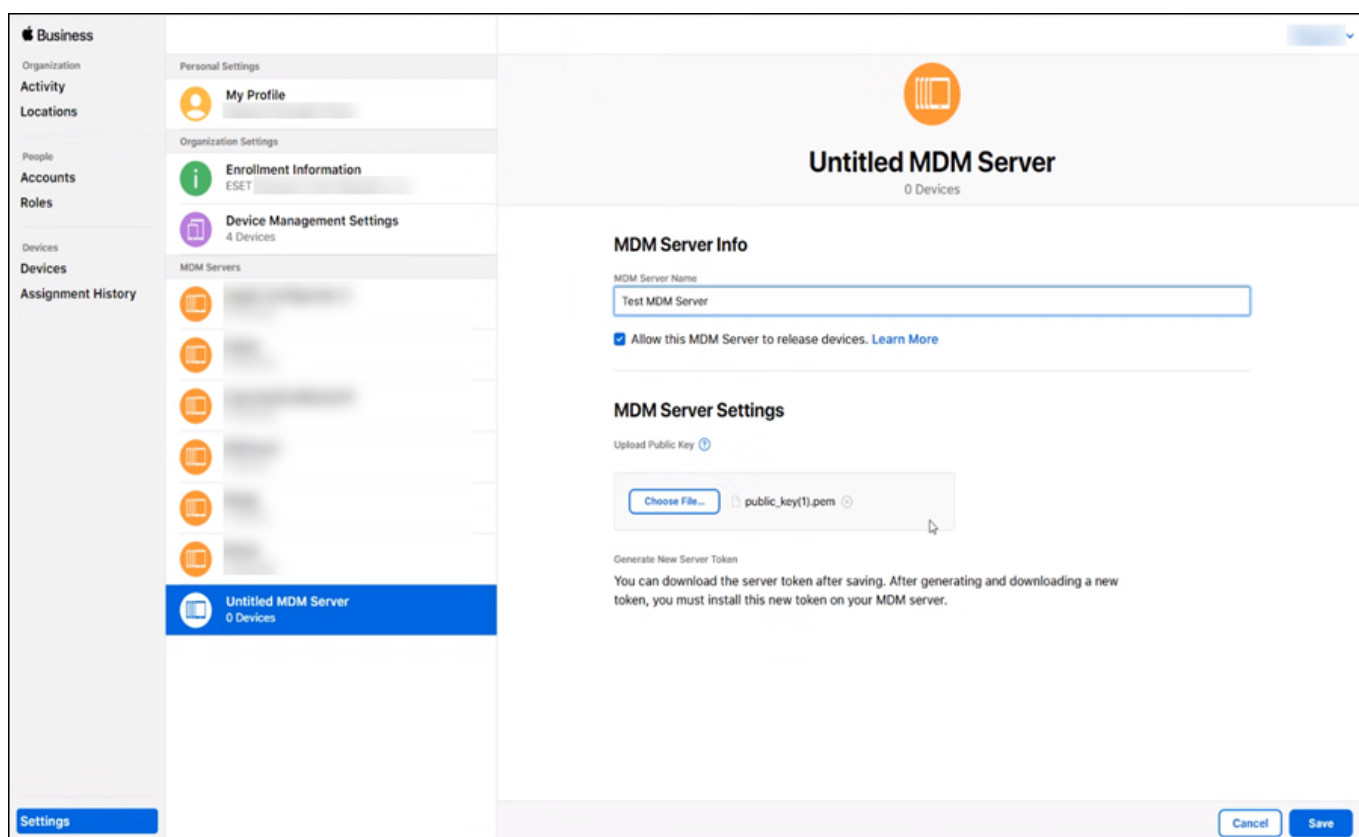 Business
Organization
Activity
Locations
People
Accounts
Roles
Devices
Devices
Assignment History
Settings
Personal Settings
My Profile
Organization Settings
Enrollment Information
ESET
Device Management Settings
4 Devices
MDM Servers
Untitled MDM Server
0 Devices
Untitled MDM Server
0 Devices
MDM Server Info
MDM Server Name
Test MDM Server
Allow this MDM Server to release devices. Learn More
MDM Server Settings
Upload Public Key ?
Choose File... public_key(1).pem
Generate New Server Token
You can download the server token after saving. After generating and downloading a new
token, you must install this new token on your MDM server.
Cancel Save